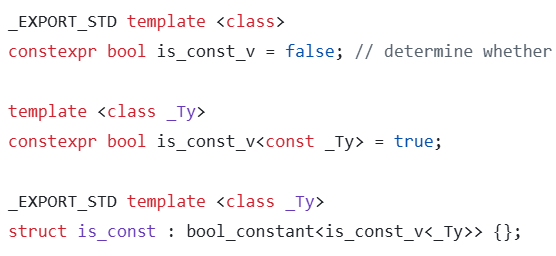 _EXPORT_STD template <class>
constexpr bool is_const_v = false; // determine whether
template <class _Ty>
constexpr bool is_const_v<const _Ty> = true;
_EXPORT_STD template <class _Ty>
struct is_const : bool_constant<is_const_v<_Ty>> {};